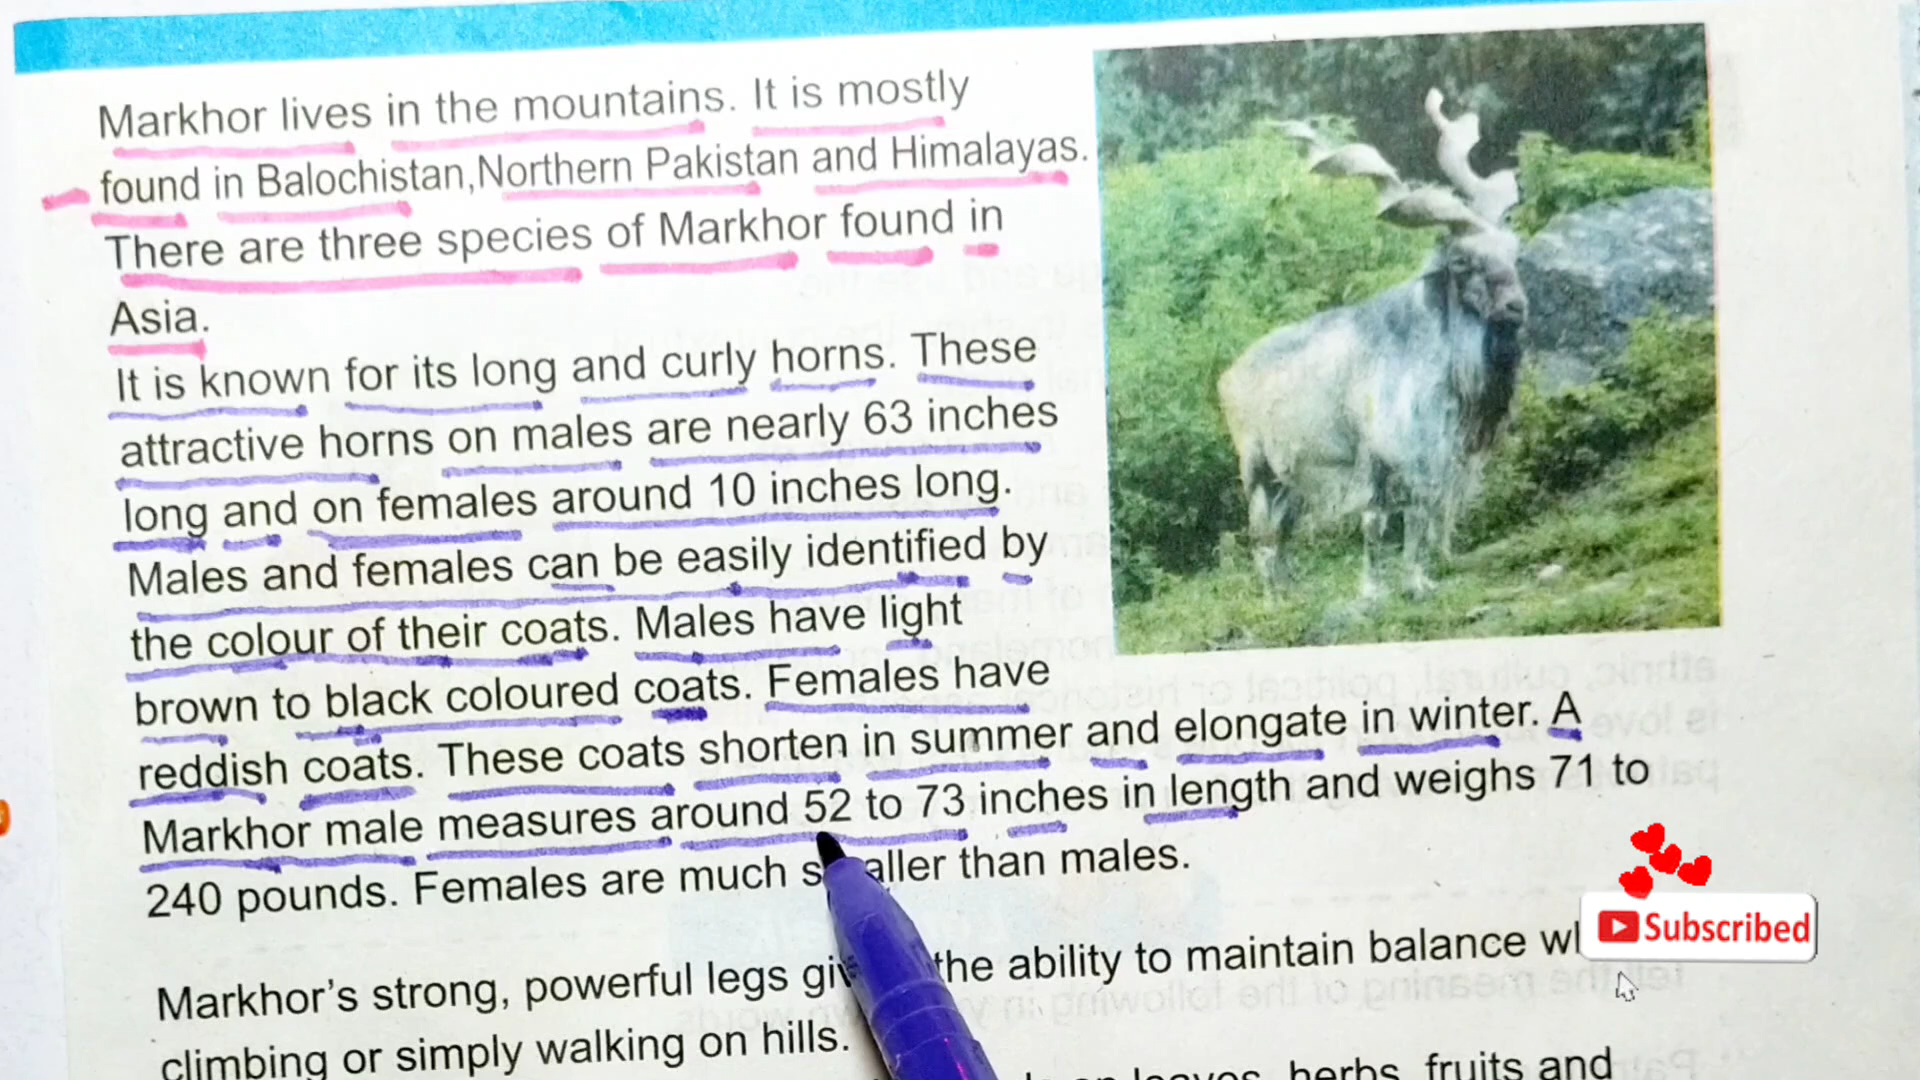 Markhor lives in the mountains. It is mostly
found in Balochistan,Northern Pakistan and Himalayas.
There are three species of Markhor found in
Asia.
It is known for its long and curly horns. These
attractive horns on males are nearly 63 inches
long and on females around 10 inches long.
Males and females can be easily identified by
the colour of their coats. Males have light
brown to black coloured coats. Females have
reddish coats. These coats shorten in summer and elongate in winter. A
Markhor male measures around 52 to 73 inches in length and weighs 71 to
240 pounds. Females are much than males.
Markhor's strong, powerful legs the ability to maintain balance
climbing or simply walking on hills.
leaves, herbs, fruits and
Subscribed